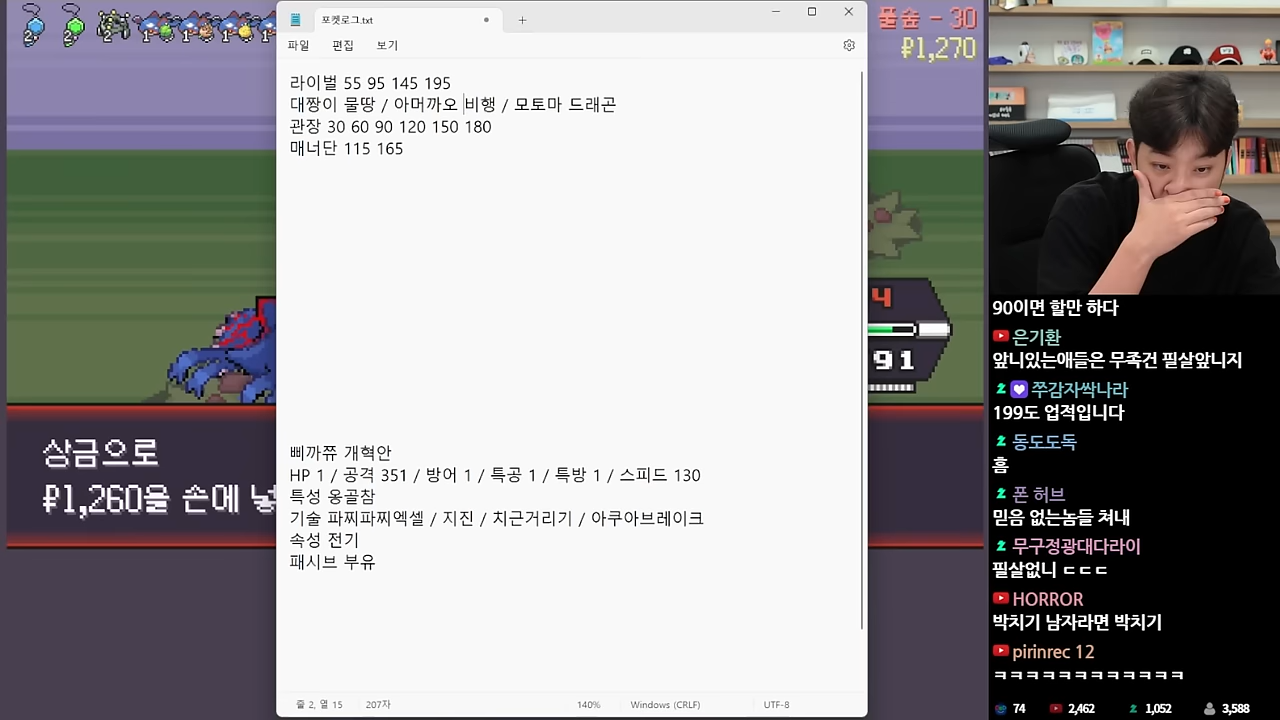 포켓로그.txt
파일 편집 보기
라이벌 55 95 145 195
대짱이 물땅 / 아머까오 비행 / 모토마 드래곤
관장 30 60 90 120 150 180
매너단 115 165
삐까쮸 개혁안
HP 1 / 공격 351 / 방어 1 / 특공 1 / 특방 1 / 스피드 130
특성 옹골참
기술 파찌파찌엑셀 / 지진 / 치근거리기 / 아쿠아브레이크
속성 전기
패시브 부유
줄 2, 열 15 207자 140% Windows (CRLF) UTF-8
풀숲 - 30
₽1,270
4
91
상금으로
₽1,260을 손에 넣
90이면 할만 하다
은기환
앞니있는애들은 무족건 필살앞니지
쭈감자싹나라
199도 업적입니다
동도도독
흠
폰 허브
믿음 없는놈들 쳐내
무구정광대다라이
필살없니 ㄷㄷㄷ
HORROR
박치기 남자라면 박치기
pirinrec 12
ㅋㅋㅋㅋㅋㅋㅋㅋㅋㅋㅋㅋ
74 2,462 1,052 3,588